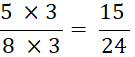 5 × 3 / 8 × 3 = 15 / 24